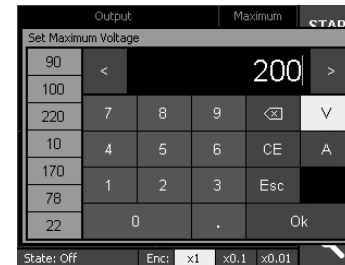 Output Maximum START
Set Maximum Voltage
90
100
220
10
170
78
22
< 200 >
7 8 9 V
4 5 6 CE A
1 2 3 Esc
0 . Ok
State: Off Enc: x1 x0.1 x0.01